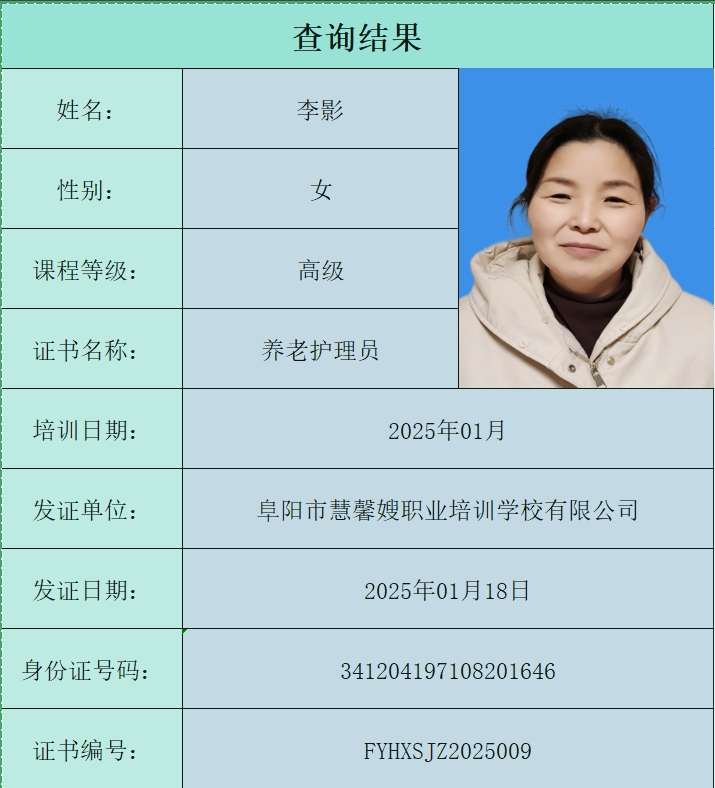 查询结果
姓名： 李影
性别： 女
课程等级： 高级
证书名称： 养老护理员
培训日期： 2025年01月
发证单位： 阜阳市慧馨嫂职业培训学校有限公司
发证日期： 2025年01月18日
身份证号码： 341204197108201646
证书编号： FYHXSJZ2025009